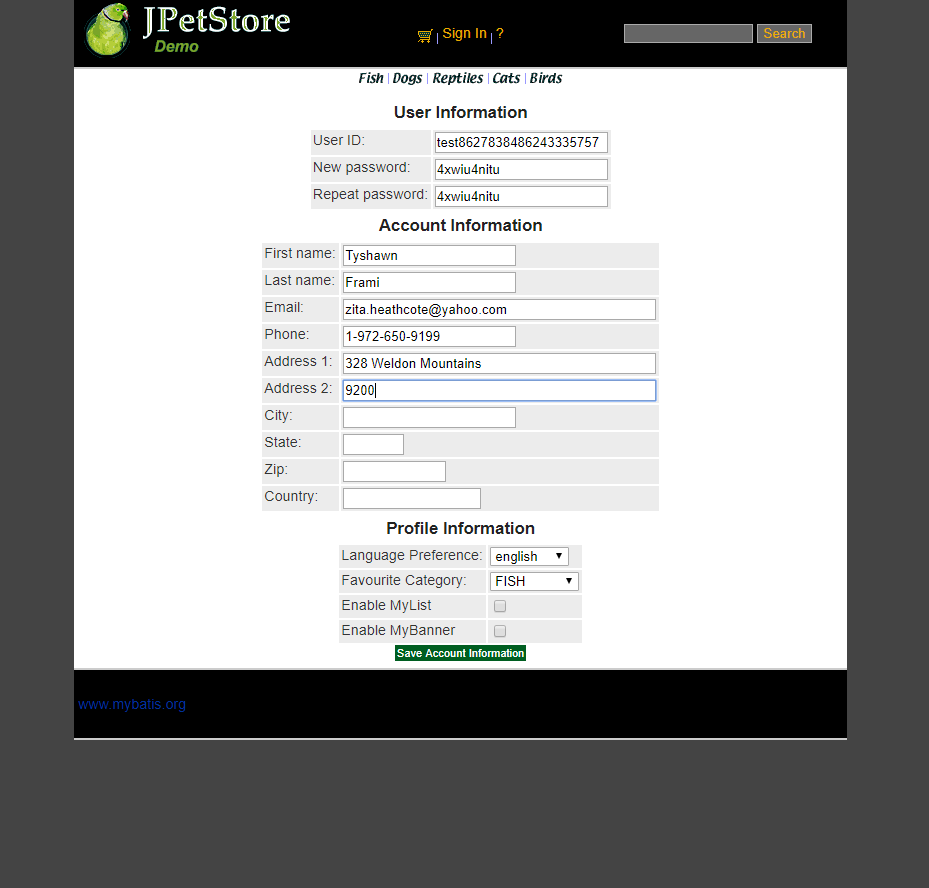 JPetStore
Demo
Sign In | ?
Search
Fish | Dogs | Reptiles | Cats | Birds
User Information
User ID: test8627838486243335757
New password: 4xwiu4nitu
Repeat password: 4xwiu4nitu
Account Information
First name: Tyshawn
Last name: Frami
Email: zita.heathcote@yahoo.com
Phone: 1-972-650-9199
Address 1: 328 Weldon Mountains
Address 2: 9200
City:
State:
Zip:
Country:
Profile Information
Language Preference: english
Favourite Category: FISH
Enable MyList
Enable MyBanner
Save Account Information
www.mybatis.org